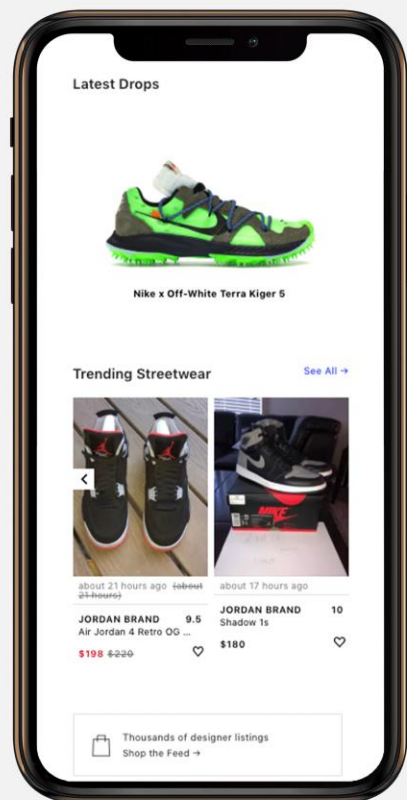 Latest Drops
Nike x Off-White Terra Kiger 5
Trending Streetwear
See All →
NIKE
about 21 hours ago (about
21 hours)
JORDAN BRAND 9.5
Air Jordan 4 Retro OG ...
$198 $220
about 17 hours ago
JORDAN BRAND 10
Shadow 1s
$180
Thousands of designer listings
Shop the Feed →